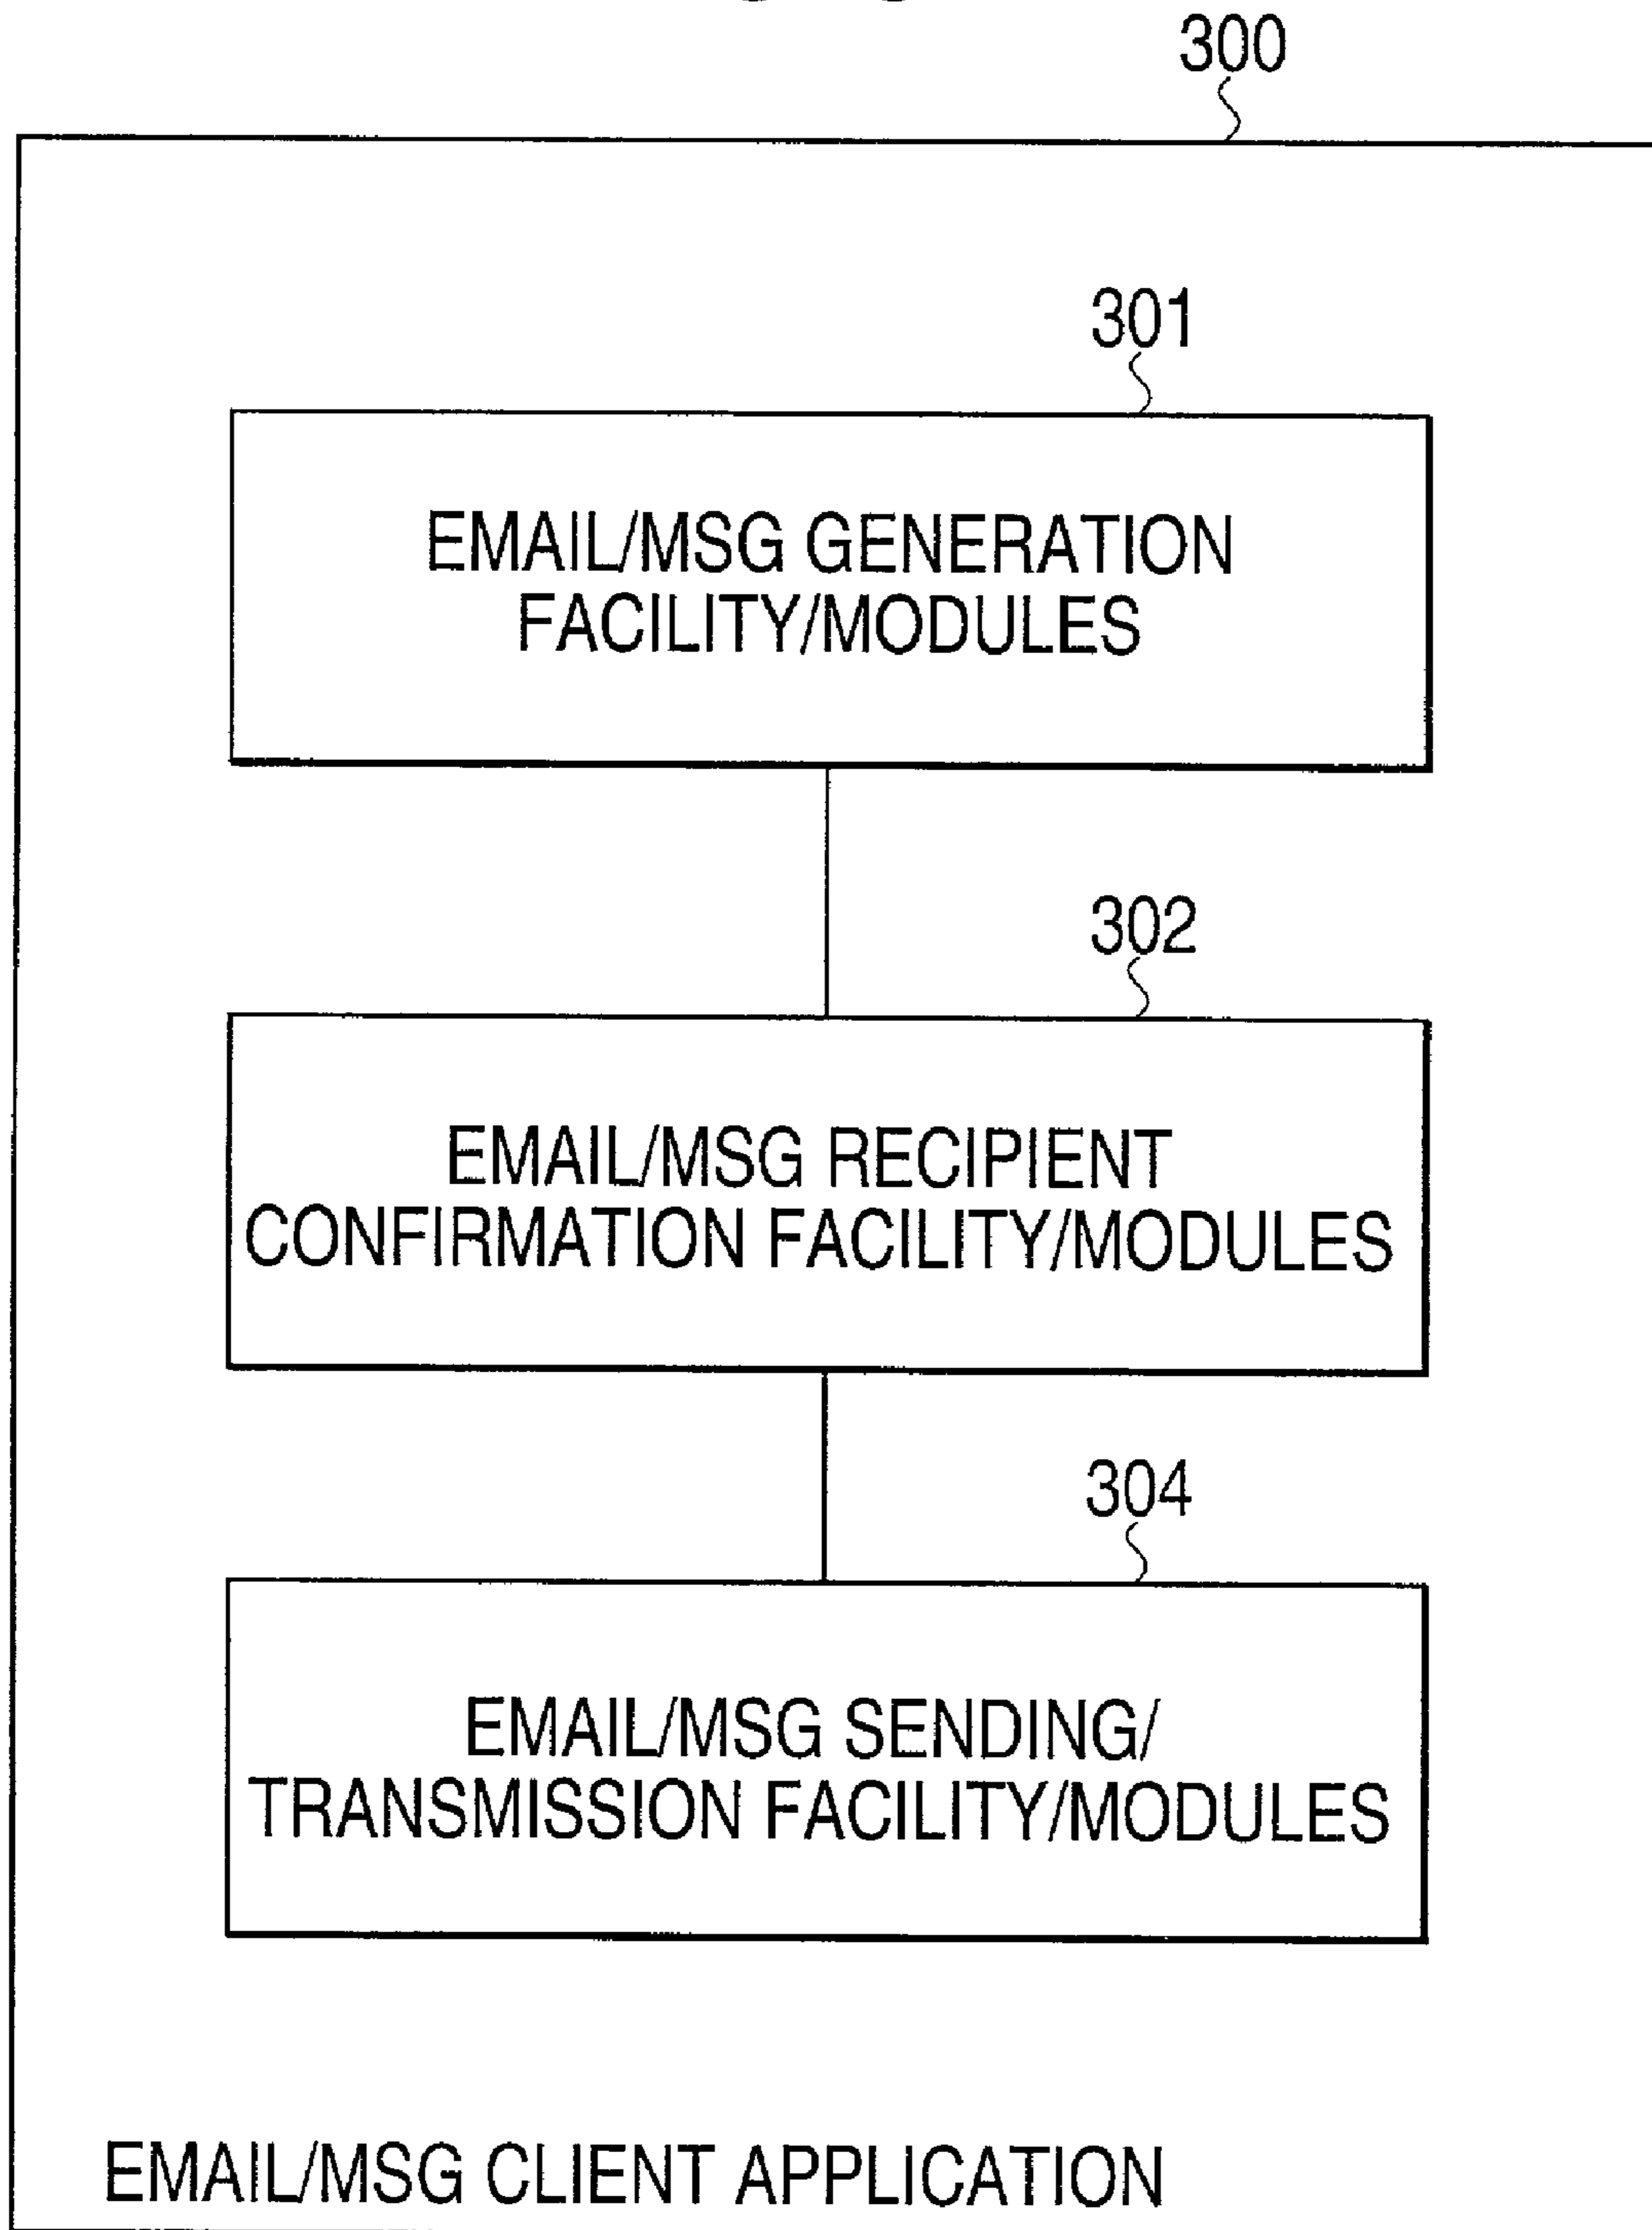 300
301
EMAIL/MSG GENERATION
FACILITY/MODULES
302
EMAIL/MSG RECIPIENT
CONFIRMATION FACILITY/MODULES
304
EMAIL/MSG SENDING/
TRANSMISSION FACILITY/MODULES
EMAIL/MSG CLIENT APPLICATION